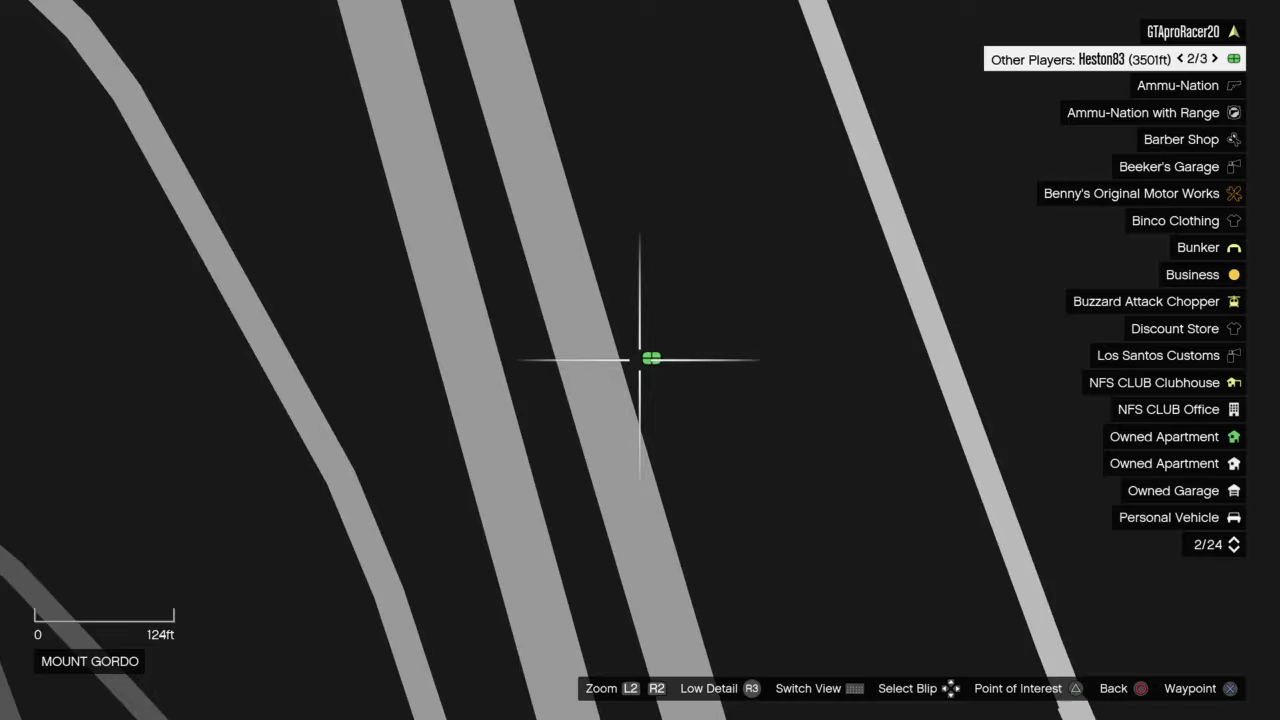 GTAproRacer20
Other Players: Heston83 (3501ft) < 2/3 >
Ammu-Nation
Ammu-Nation with Range
Barber Shop
Beeker's Garage
Benny's Original Motor Works
Binco Clothing
Bunker
Business
Buzzard Attack Chopper
Discount Store
Los Santos Customs
NFS CLUB Clubhouse
NFS CLUB Office
Owned Apartment
Owned Apartment
Owned Garage
Personal Vehicle
2/24
0 124ft
MOUNT GORDO
Zoom L2 R2 Low Detail R3 Switch View Select Blip Point of Interest Back Waypoint